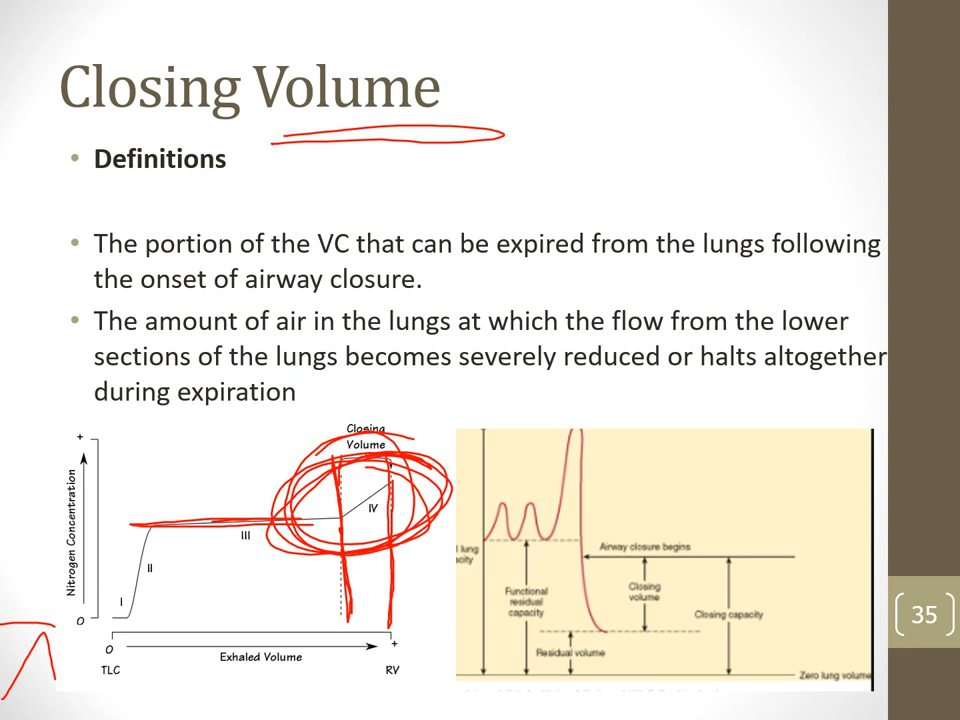 Closing Volume
• Definitions
• The portion of the VC that can be expired from the lungs following
the onset of airway closure.
• The amount of air in the lungs at which the flow from the lower
sections of the lungs becomes severely reduced or halts altogether
during expiration
Closing
Volume
+
Nitrogen Concentration
O
I
II
III
IV
O
+
Exhaled Volume
TLC
RV
lung
acity
Airway closure begins
Functional
residual
capacity
Closing
volume
Closing capacity
Residual volume
Zero lung volume
35